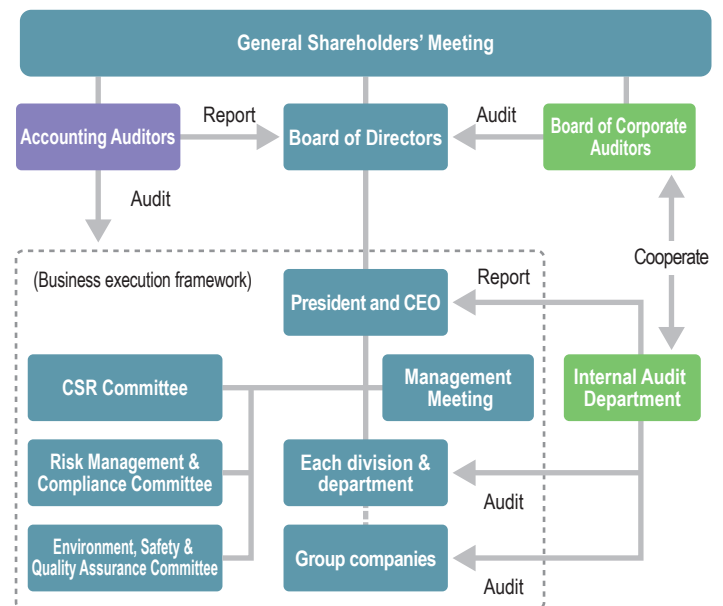 General Shareholders’ Meeting
Accounting Auditors
Report
Board of Directors
Audit
Board of Corporate
Auditors
Audit
Cooperate
(Business execution framework)
President and CEO
Report
CSR Committee
Management
Meeting
Internal Audit
Department
Risk Management &
Compliance Committee
Each division &
department
Audit
Environment, Safety &
Quality Assurance Committee
Group companies
Audit